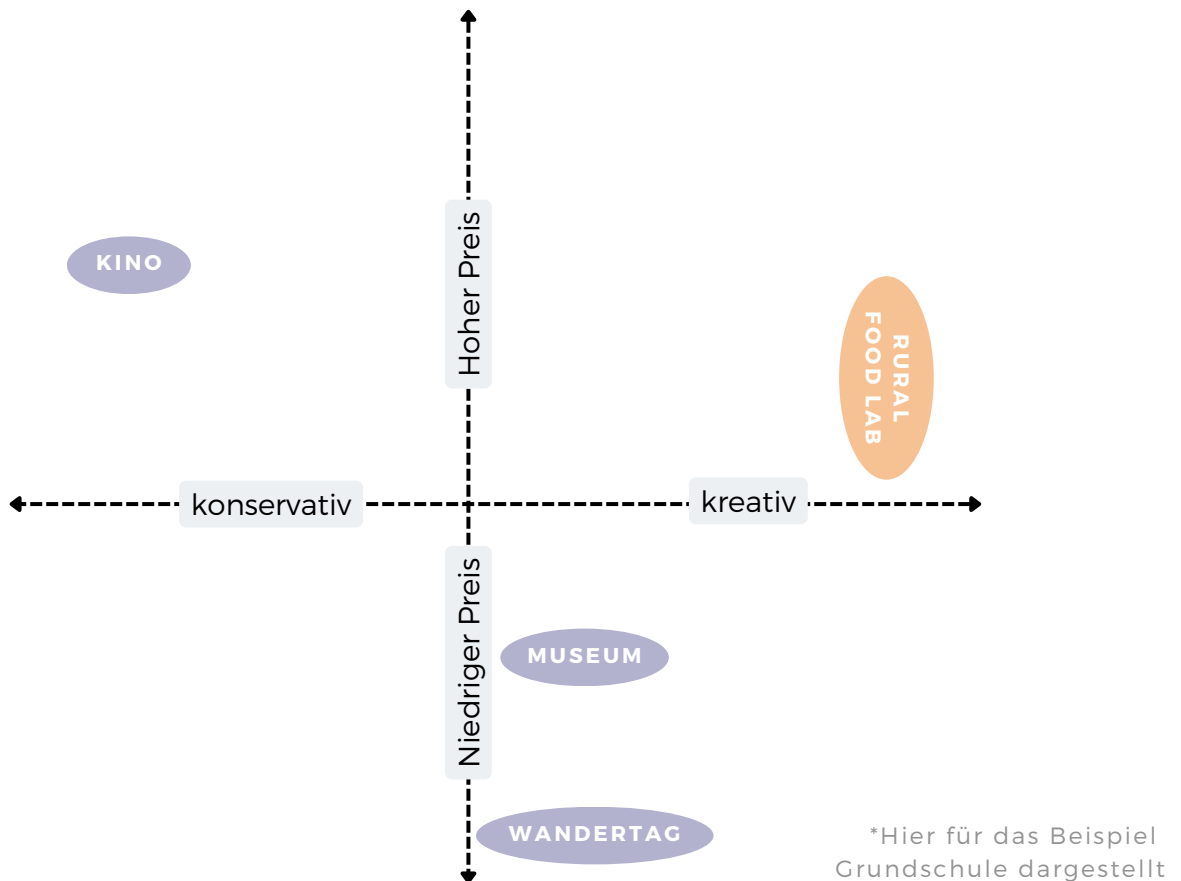 Hoher Preis
KINO
RURAL
FOOD LAB
konservativ
kreativ
Niedriger Preis
MUSEUM
WANDERTAG
*Hier für das Beispiel
Grundschule dargestellt